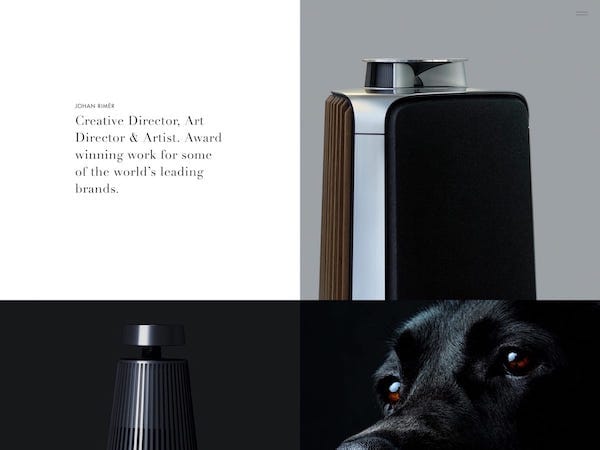 JOHAN RIMÉR
Creative Director, Art
Director & Artist. Award
winning work for some
of the world’s leading
brands.